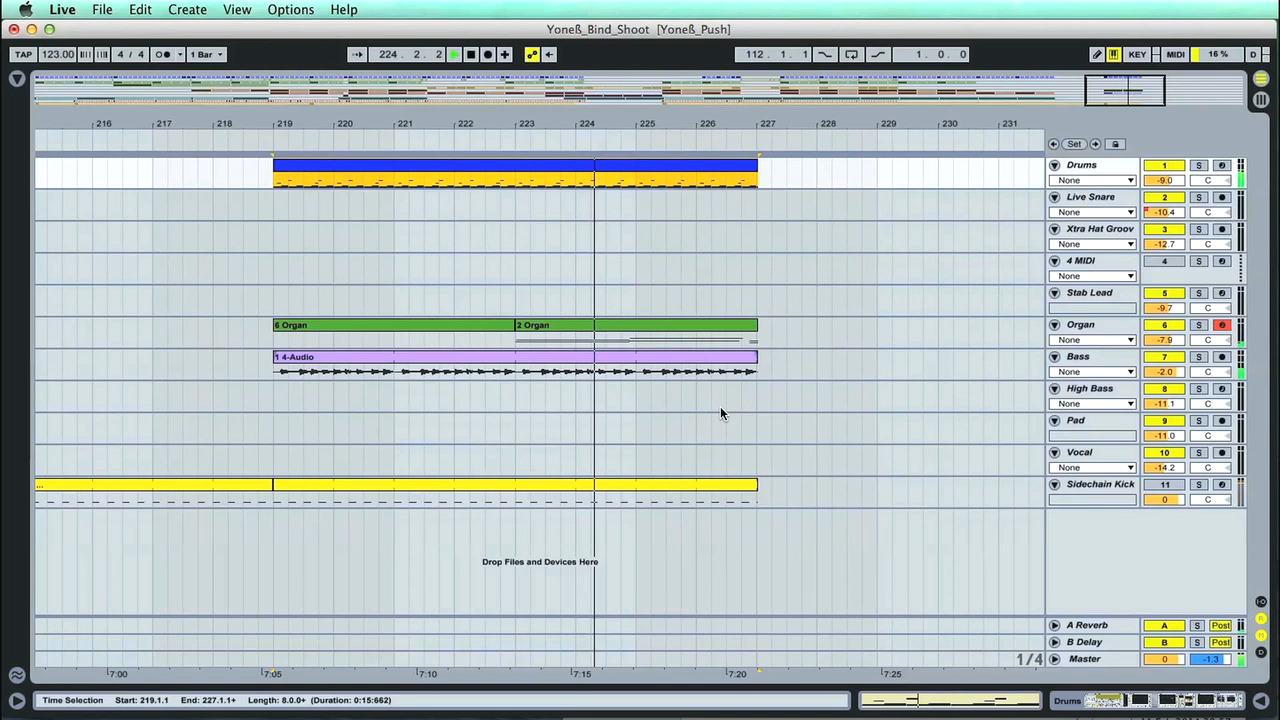 Live File Edit Create View Options Help
Yoneß_Bind_Shoot [Yoneß_Push]
TAP 123.00 4 / 4 1 Bar 224 . 2 . 2 112 . 1 . 1 1 . 0 . 0 KEY MIDI 16 % D
216 217 218 219 220 221 222 223 224 225 226 227 228 229 230 231
Set
Drums 1 S
None -9.0 C
Live Snare 2 S
None -10.4 C
Xtra Hat Groov 3 S
None -12.7 C
4 MIDI 4 S
None
Stab Lead 5 S
-9.7 C
6 Organ 2 Organ Organ 6 S
None -7.9 C
1 4-Audio Bass 7 S
None -2.0 C
High Bass 8 S
None -11.1 C
Pad 9 S
-11.0 C
Vocal 10 S
None -14.2 C
... Sidechain Kick 11 S
0 C
Drop Files and Devices Here
A Reverb A S Post
B Delay B S Post
1/4 Master 0 -1.3
7:00 7:05 7:10 7:15 7:20 7:25
Time Selection Start: 219.1.1 End: 227.1.1+ Length: 8.0.0+ (Duration: 0:15:662) Drums